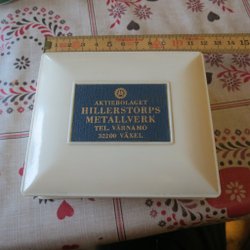 AKTIEBOLAGET
HILLERSTORPS
METALLVERK
TEL. VÄRNAMO
32200 VÄXEL